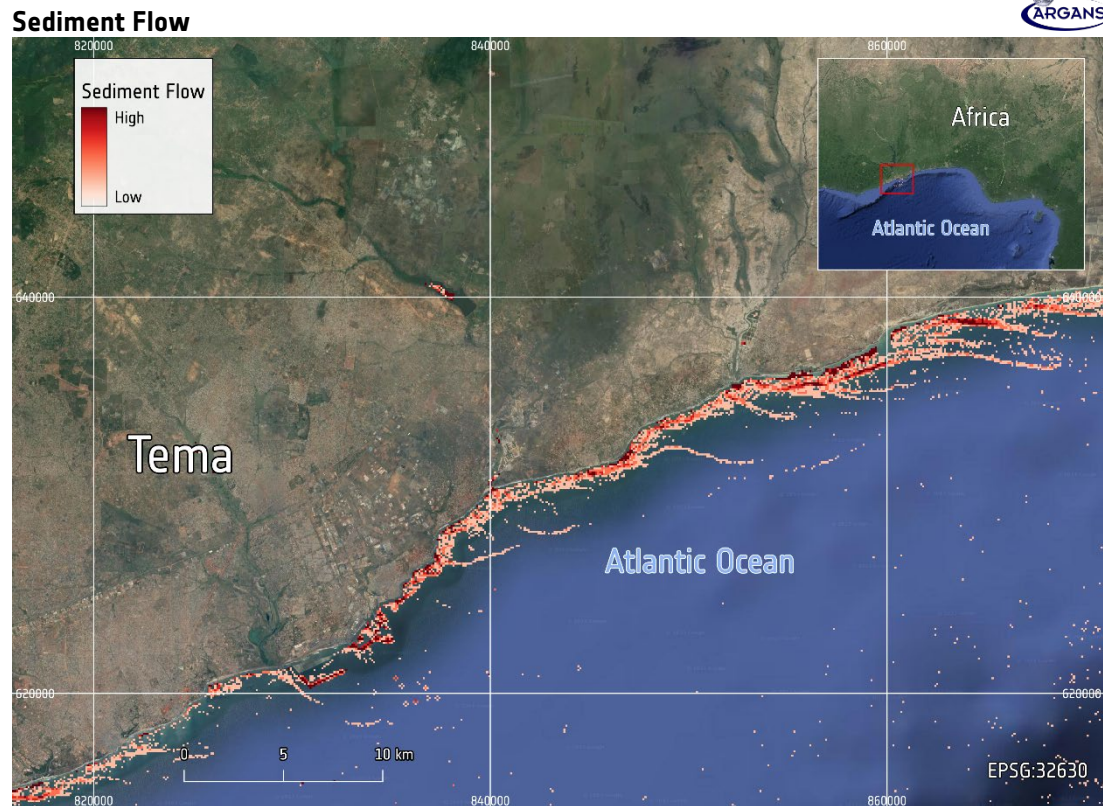 Sediment Flow
ARGANS
820000
840000
860000
Sediment Flow
High
Low
Africa
Atlantic Ocean
640000
640000
Tema
Atlantic Ocean
620000
620000
0
5
10 km
EPSG:32630
820000
840000
860000